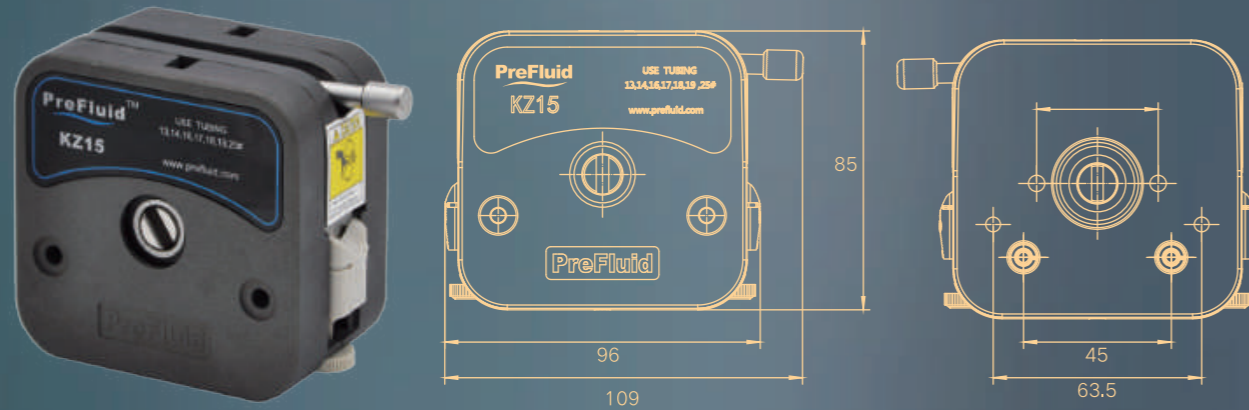 PreFluid™
KZ15
USE TUBING
13,14,16,17,18,19,25#
www.prefluid.com
PreFluid
PreFluid
KZ15
USE TUBING
13,14,16,17,18,19 ,25#
www.prefluid.com
PreFluid
85
96
109
45
63.5